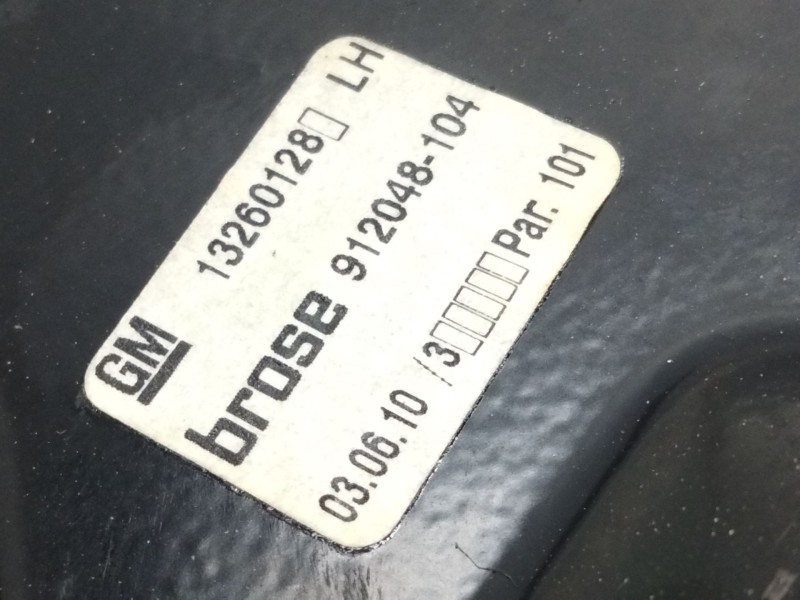 GM 13260128▯ LH
brose 912048-104
03.06.10 /3▯▯▯▯▯Par. 101